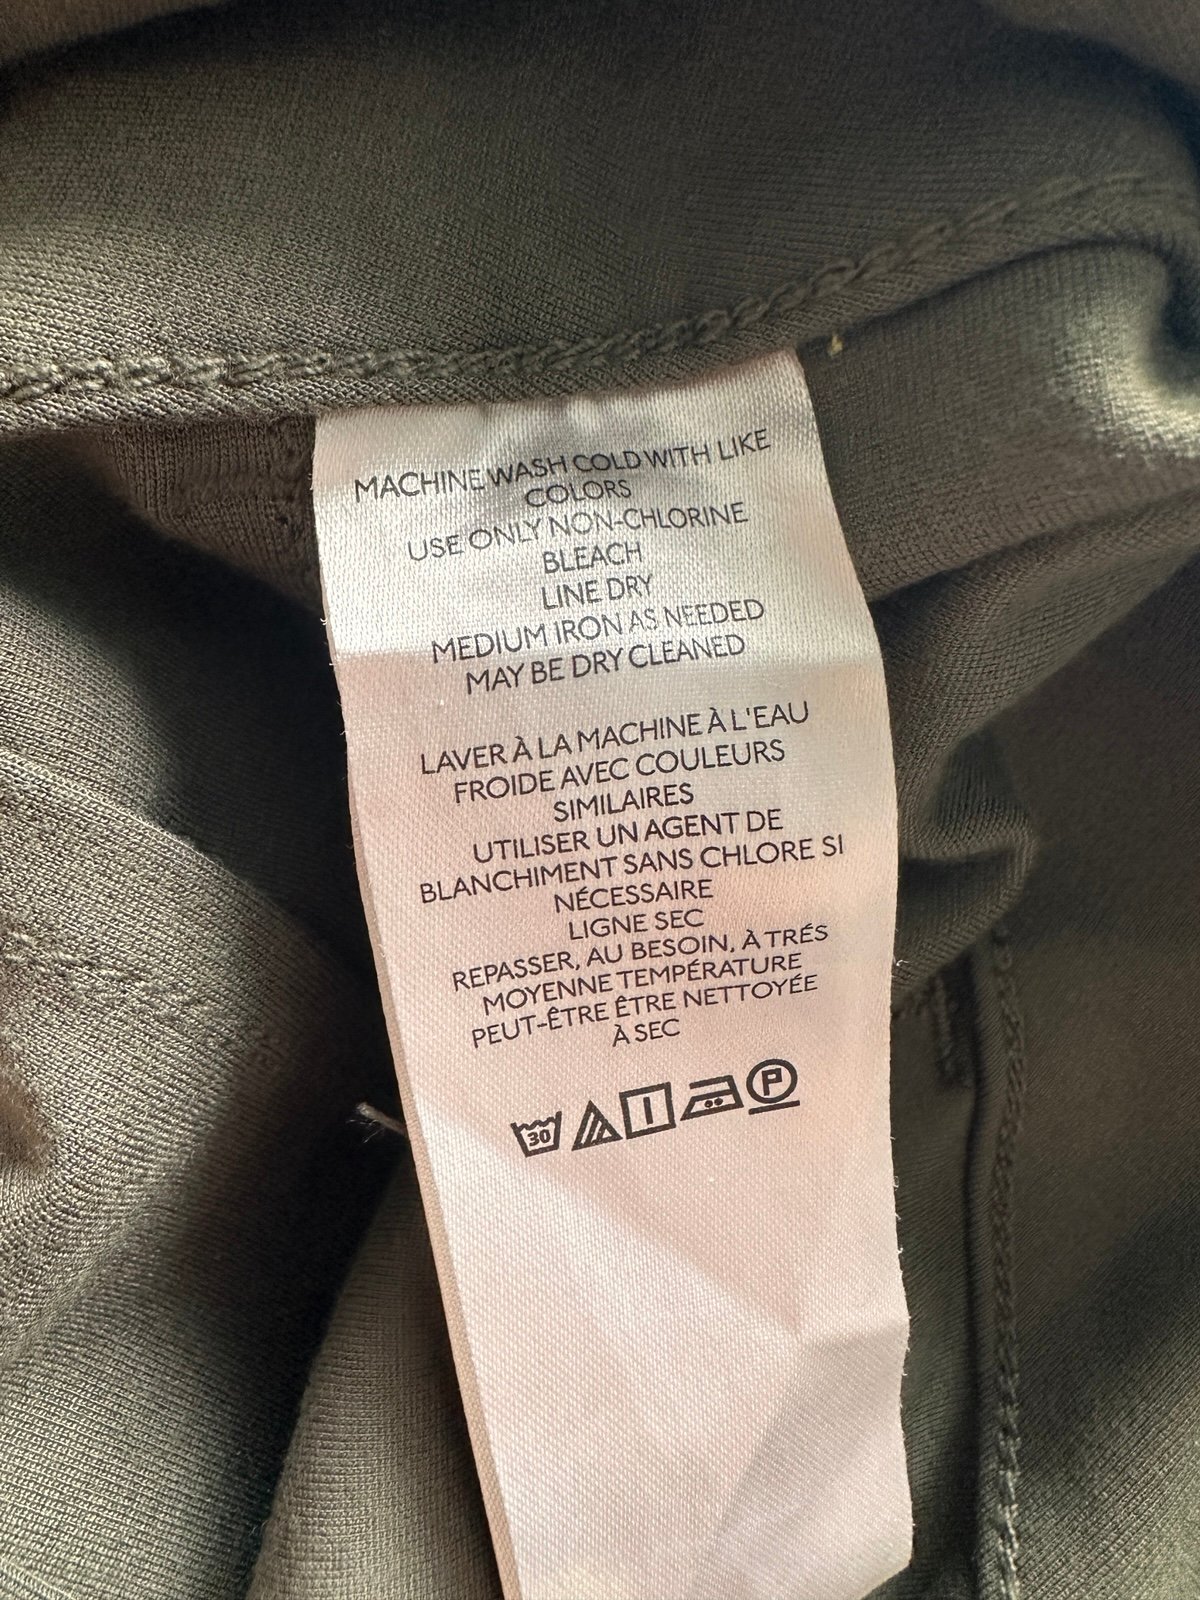 MACHINE WASH COLD WITH LIKE
COLORS
USE ONLY NON-CHLORINE
BLEACH
LINE DRY
MEDIUM IRON AS NEEDED
MAY BE DRY CLEANED
LAVER À LA MACHINE À L'EAU
FROIDE AVEC COULEURS
SIMILAIRES
UTILISER UN AGENT DE
BLANCHIMENT SANS CHLORE SI
NÉCESSAIRE
LIGNE SEC
REPASSER, AU BESOIN, À TRÉS
MOYENNE TEMPÉRATURE
PEUT-ÊTRE ÊTRE NETTOYÉE
À SEC
30 P